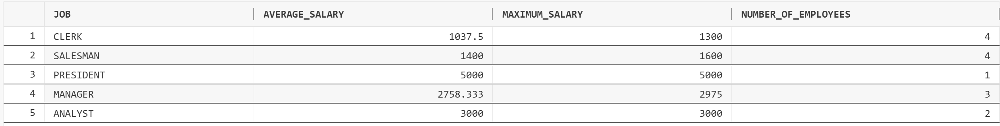 JOB AVERAGE_SALARY MAXIMUM_SALARY NUMBER_OF_EMPLOYEES
1 CLERK 1037.5 1300 4
2 SALESMAN 1400 1600 4
3 PRESIDENT 5000 5000 1
4 MANAGER 2758.333 2975 3
5 ANALYST 3000 3000 2